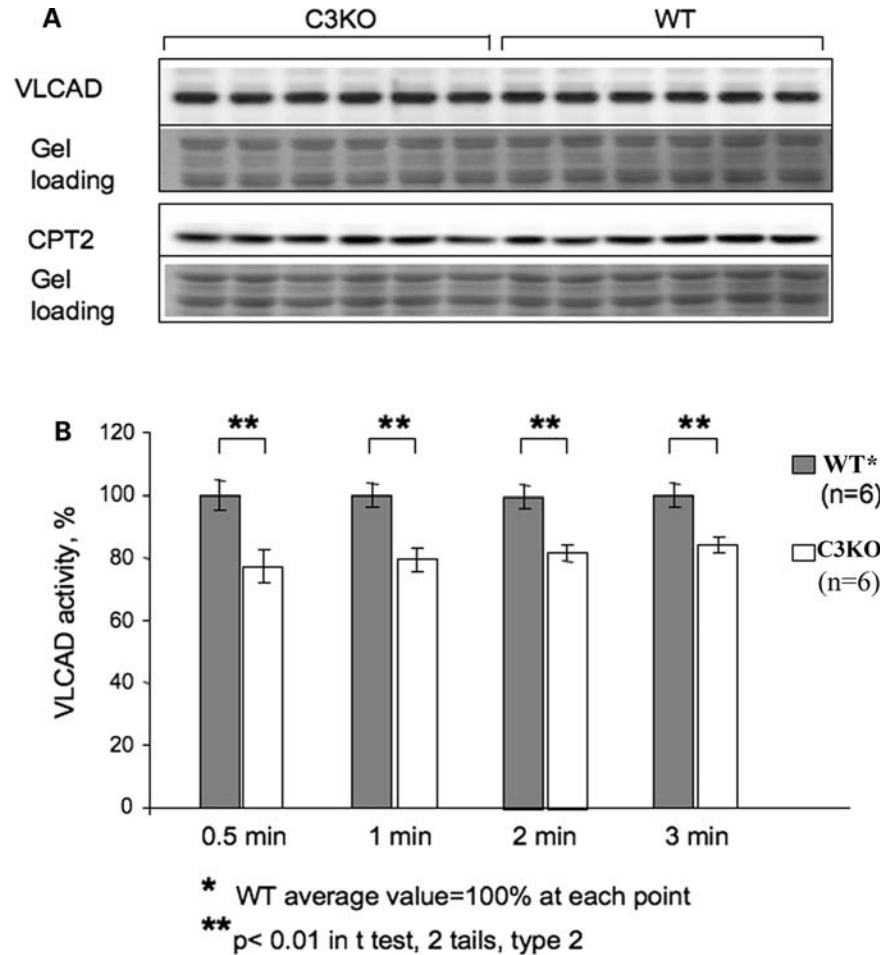 A
C3KO
WT
VLCAD
Gel
loading
CPT2
Gel
loading
B
VLCAD activity, %
120
100
80
60
40
20
0
**
**
**
**
0.5 min
1 min
2 min
3 min
WT*
(n=6)
C3KO
(n=6)
* WT average value=100% at each point
** p< 0.01 in t test, 2 tails, type 2